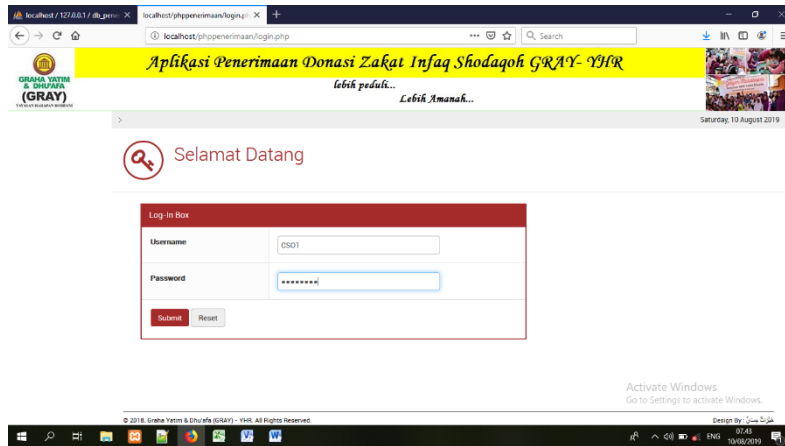 localhost / 127.0.0.1 / db_pener
localhost/phppenerimaan/login.p
localhost/phppenerimaan/login.php
Search
Aplikasi Penerimaan Donasi Zakat Infaq Shodaqoh GRAY- YHR
lebih peduli...
Lebih Amanah...
GRAHA YATIM
& DHU'AFA
(GRAY)
Saturday, 10 August 2019
>
Selamat Datang
Log-In Box
Username
CS01
Password
••••••••
Submit
Reset
Activate Windows
Go to Settings to activate Windows.
© 2018. Graha Yatim & Dhu'afa (GRAY) - YHR. All Rights Reserved.
Design By :
ENG
07.43
10/08/2019